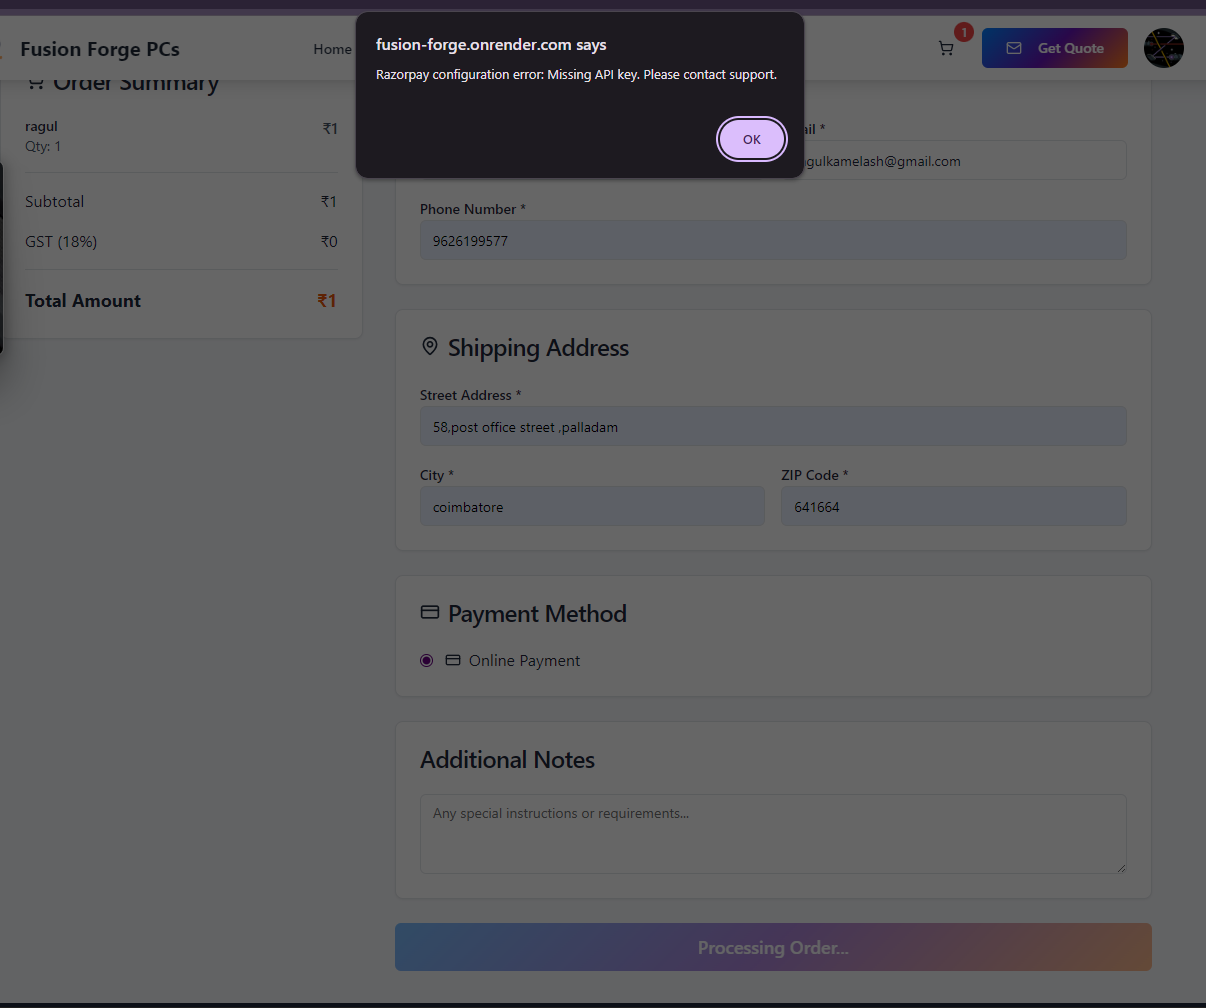 fusion-forge.onrender.com says
Razorpay configuration error: Missing API key. Please contact support.
OK
Fusion Forge PCs
Home
1
Get Quote
Order Summary
ragul
₹1
Qty: 1
Subtotal
₹1
GST (18%)
₹0
Total Amount
₹1
ail *
gulkamelash@gmail.com
Phone Number *
9626199577
Shipping Address
Street Address *
58,post office street ,palladam
City *
ZIP Code *
coimbatore
641664
Payment Method
Online Payment
Additional Notes
Any special instructions or requirements...
Processing Order...